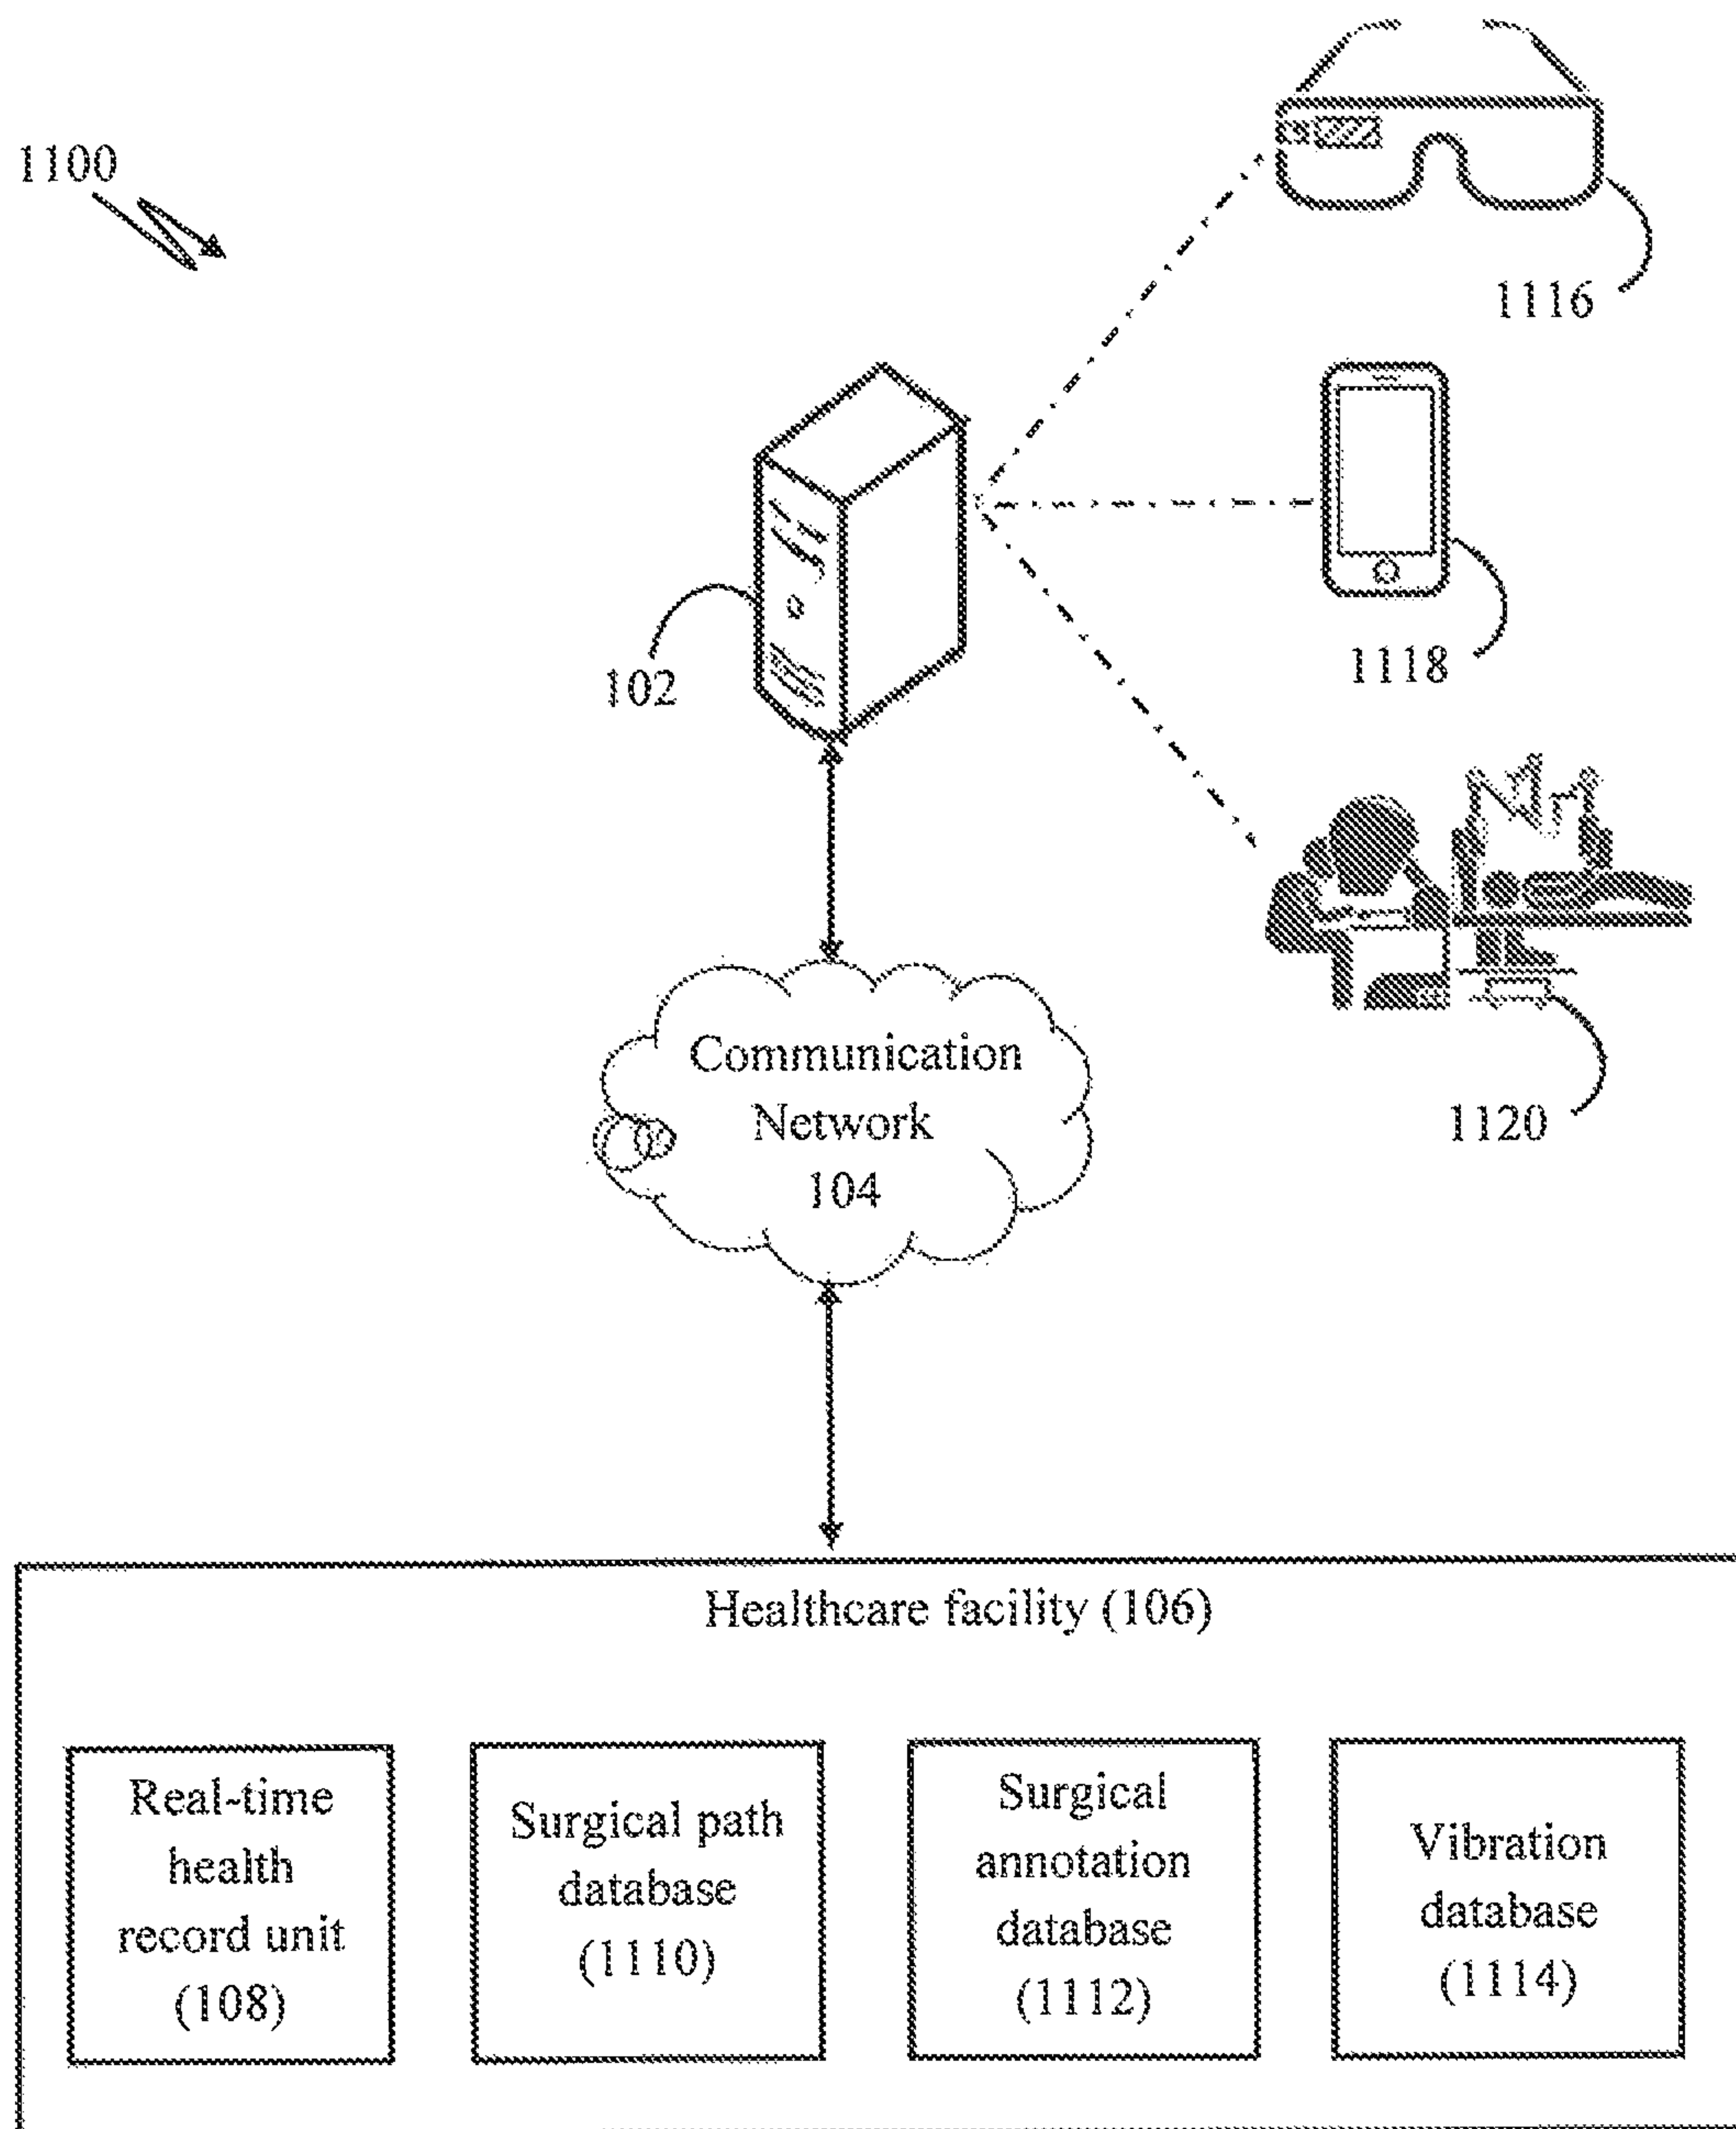 1100
1116
1118
102
1120
Communication
Network
104
Healthcare facility (106)
Real-time
health
record unit
(108)
Surgical path
database
(1110)
Surgical
annotation
database
(1112)
Vibration
database
(1114)